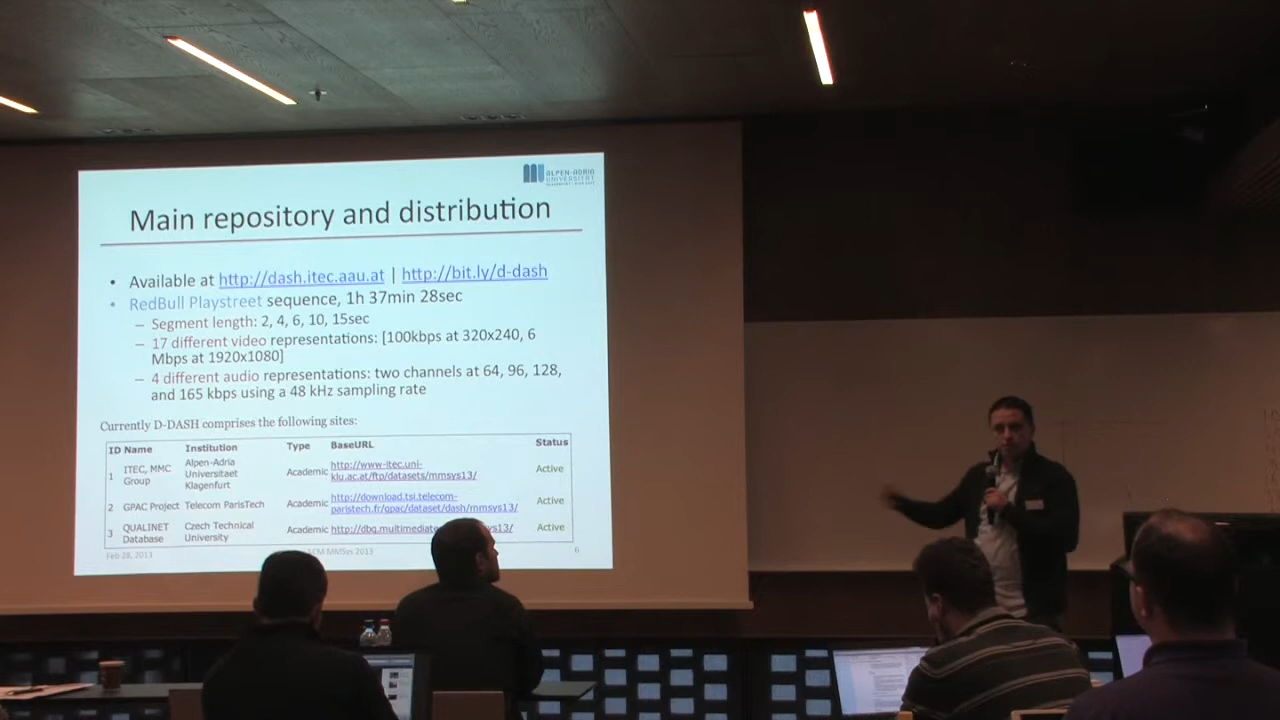 ALPEN-ADRIA
UNIVERSITÄT
Main repository and distribution
• Available at http://dash.itec.aau.at | http://bit.ly/d-dash
• RedBull Playstreet sequence, 1h 37min 28sec
– Segment length: 2, 4, 6, 10, 15sec
– 17 different video representations: [100kbps at 320x240, 6
Mbps at 1920x1080]
– 4 different audio representations: two channels at 64, 96, 128,
and 165 kbps using a 48 kHz sampling rate
Currently D-DASH comprises the following sites:
ID Name Institution Type BaseURL Status
1 ITEC, MMC Group Alpen-Adria Universitaet Klagenfurt Academic http://www-itec.uni-klu.ac.at/ftp/datasets/mmsys13/ Active
2 GPAC Project Telecom ParisTech Academic http://download.tsi.telecom-paristech.fr/gpac/dataset/dash/mmsys13/ Active
3 QUALINET Database Czech Technical University Academic http://dbq.multimediate sys13/ Active
Feb 28, 2013 ACM MMSys 2013 6